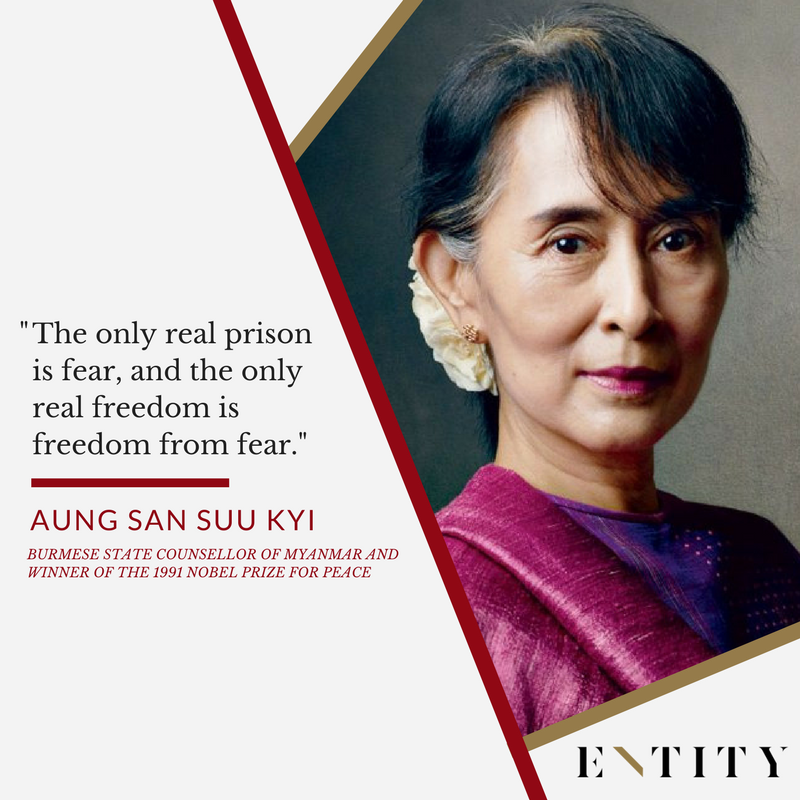 "The only real prison
is fear, and the only
real freedom is
freedom from fear."
AUNG SAN SUU KYI
BURMESE STATE COUNSELLOR OF MYANMAR AND
WINNER OF THE 1991 NOBEL PRIZE FOR PEACE
ENTITY